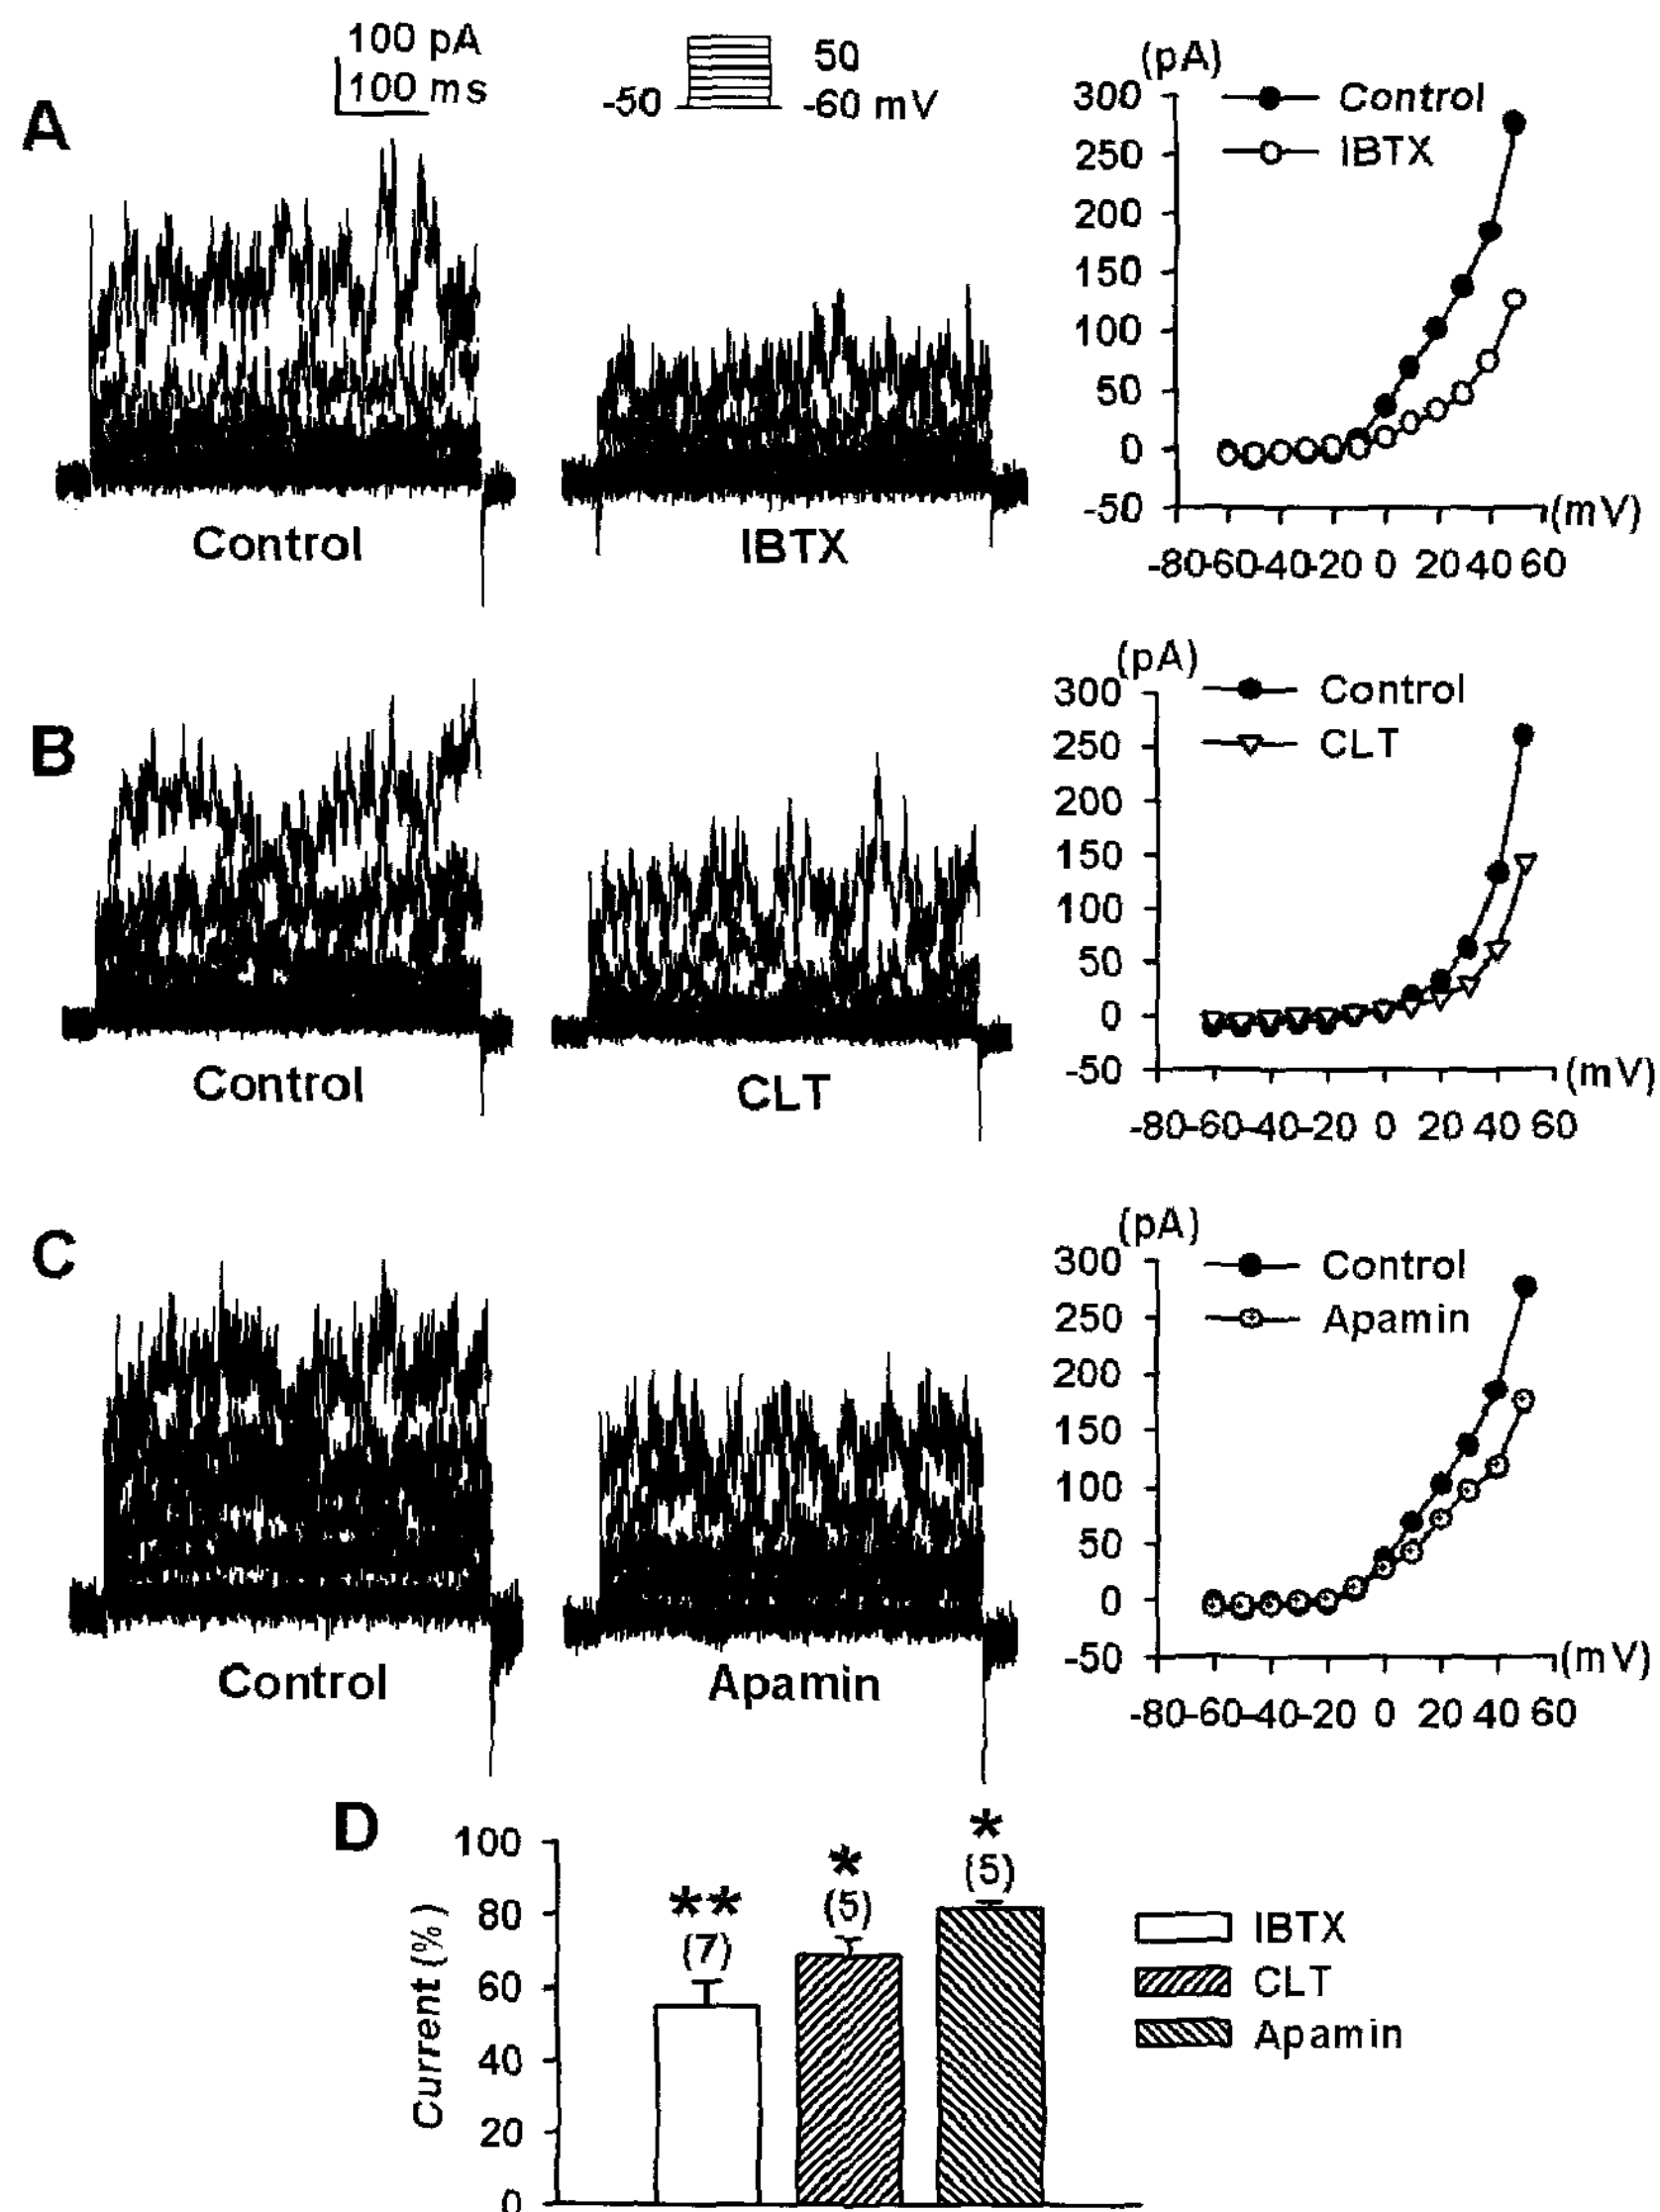 100 pA
100 ms
-50
50
-60 mV
A
Control
IBTX
(pA)
Control
IBTX
300
250
200
150
100
50
0
-50
(mV)
-80 -60 -40 -20 0 20 40 60
B
Control
CLT
(pA)
Control
CLT
300
250
200
150
100
50
0
-50
(mV)
-80 -60 -40 -20 0 20 40 60
C
Control
Apamin
(pA)
Control
Apamin
300
250
200
150
100
50
0
-50
(mV)
-80 -60 -40 -20 0 20 40 60
D
Current (%)
100
80
60
40
20
0
**
(7)
*
(5)
*
(5)
IBTX
CLT
Apamin